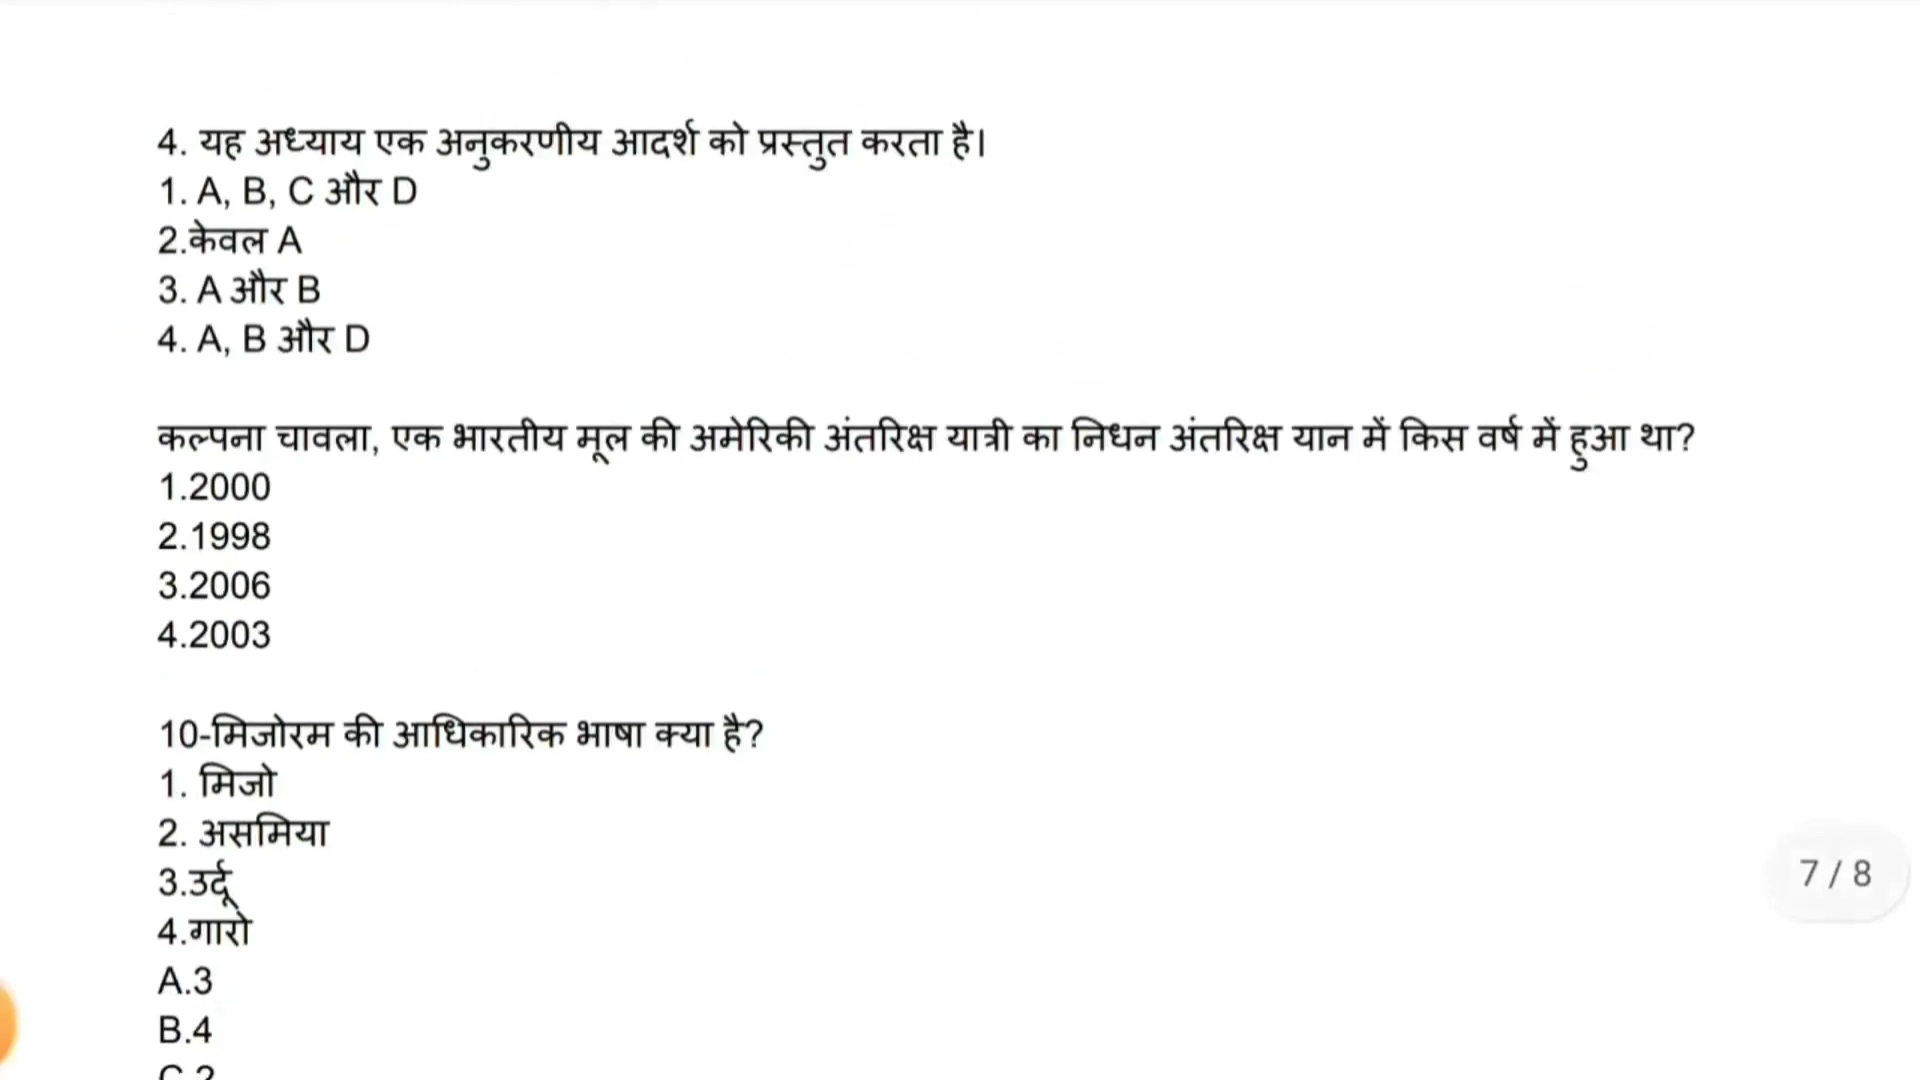 4. यह अध्याय एक अनुकरणीय आदर्श को प्रस्तुत करता है।
1. A, B, C और D
2.केवल A
3. A और B
4. A, B और D
कल्पना चावला, एक भारतीय मूल की अमेरिकी अंतरिक्ष यात्री का निधन अंतरिक्ष यान में किस वर्ष में हुआ था?
1.2000
2.1998
3.2006
4.2003
10-मिजोरम की आधिकारिक भाषा क्या है?
1. मिजो
2. असमिया
3.उर्दू
4.गारो
7 / 8
A.3
B.4